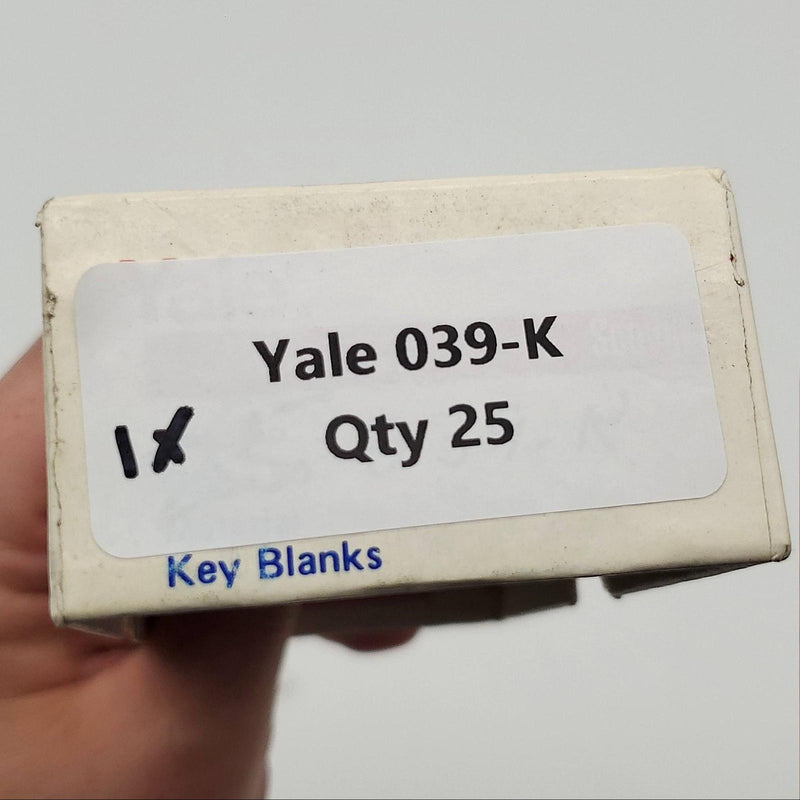 Yale 039-K
1x
Qty 25
Key Blanks